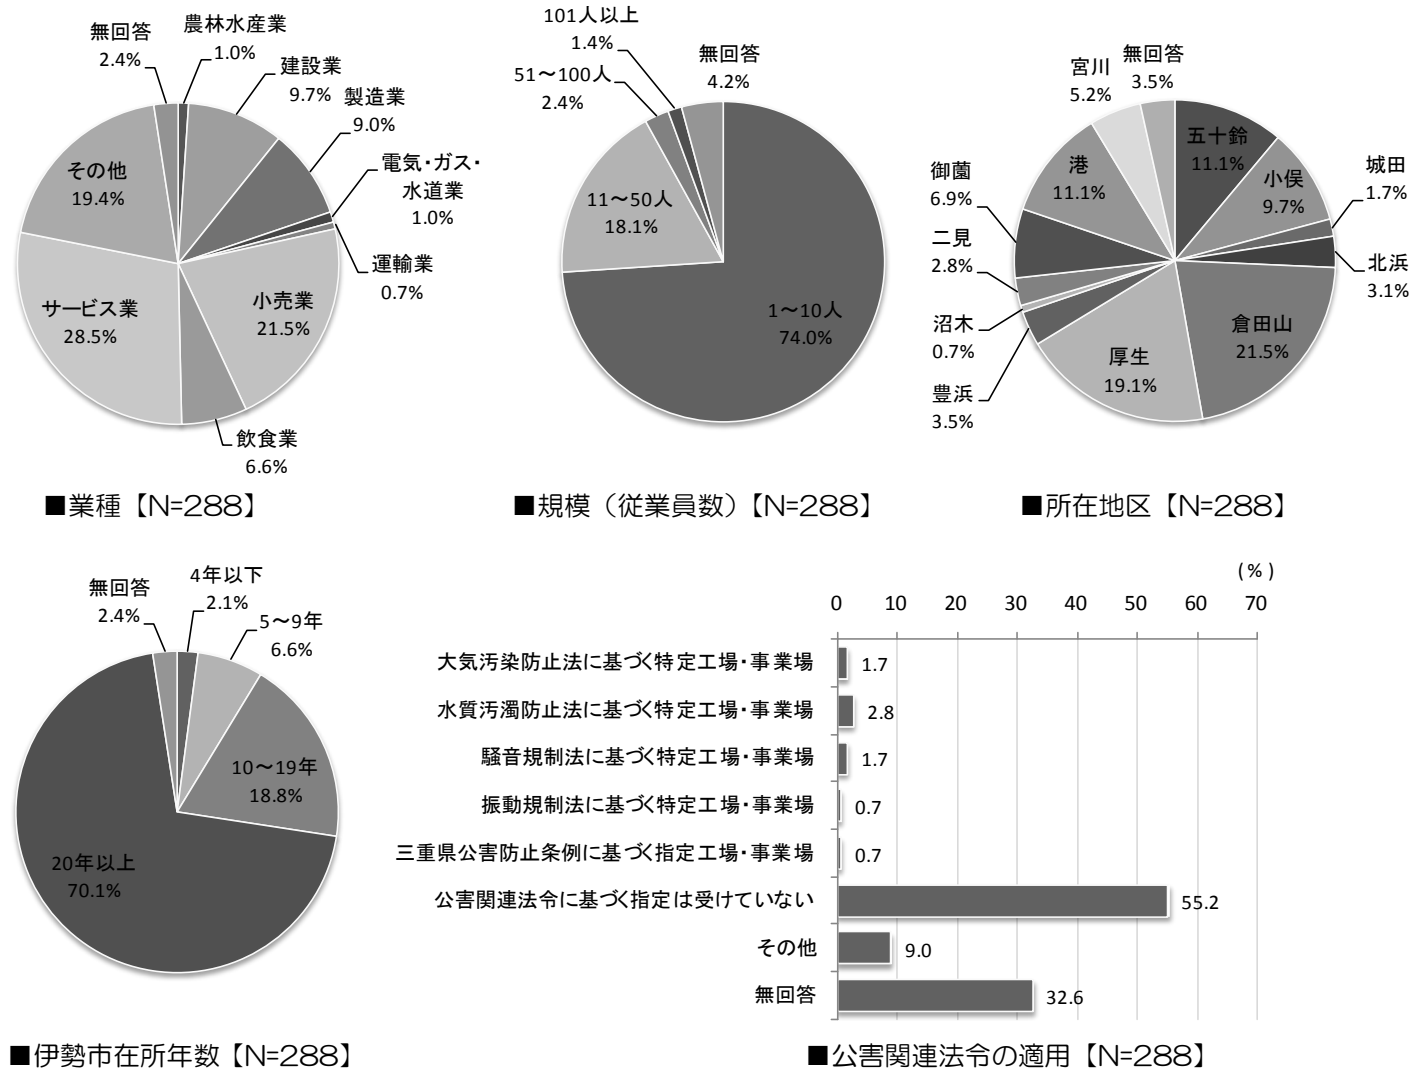 無回答
2.4%
農林水産業
1.0%
建設業
9.7%
製造業
9.0%
電気・ガス・
水道業
1.0%
運輸業
0.7%
小売業
21.5%
飲食業
6.6%
サービス業
28.5%
その他
19.4%
■業種【N=288】
101人以上
1.4%
無回答
4.2%
51～100人
2.4%
11～50人
18.1%
1～10人
74.0%
■規模（従業員数）【N=288】
宮川
5.2%
無回答
3.5%
五十鈴
11.1%
小俣
9.7%
城田
1.7%
北浜
3.1%
倉田山
21.5%
厚生
19.1%
豊浜
3.5%
沼木
0.7%
二見
2.8%
御薗
6.9%
港
11.1%
■所在地区【N=288】
無回答
2.4%
4年以下
2.1%
5～9年
6.6%
10～19年
18.8%
20年以上
70.1%
■伊勢市在所年数【N=288】
(%)
0 10 20 30 40 50 60 70
大気汚染防止法に基づく特定工場・事業場 1.7
水質汚濁防止法に基づく特定工場・事業場 2.8
騒音規制法に基づく特定工場・事業場 1.7
振動規制法に基づく特定工場・事業場 0.7
三重県公害防止条例に基づく指定工場・事業場 0.7
公害関連法令に基づく指定は受けていない 55.2
その他 9.0
無回答 32.6
■公害関連法令の適用【N=288】